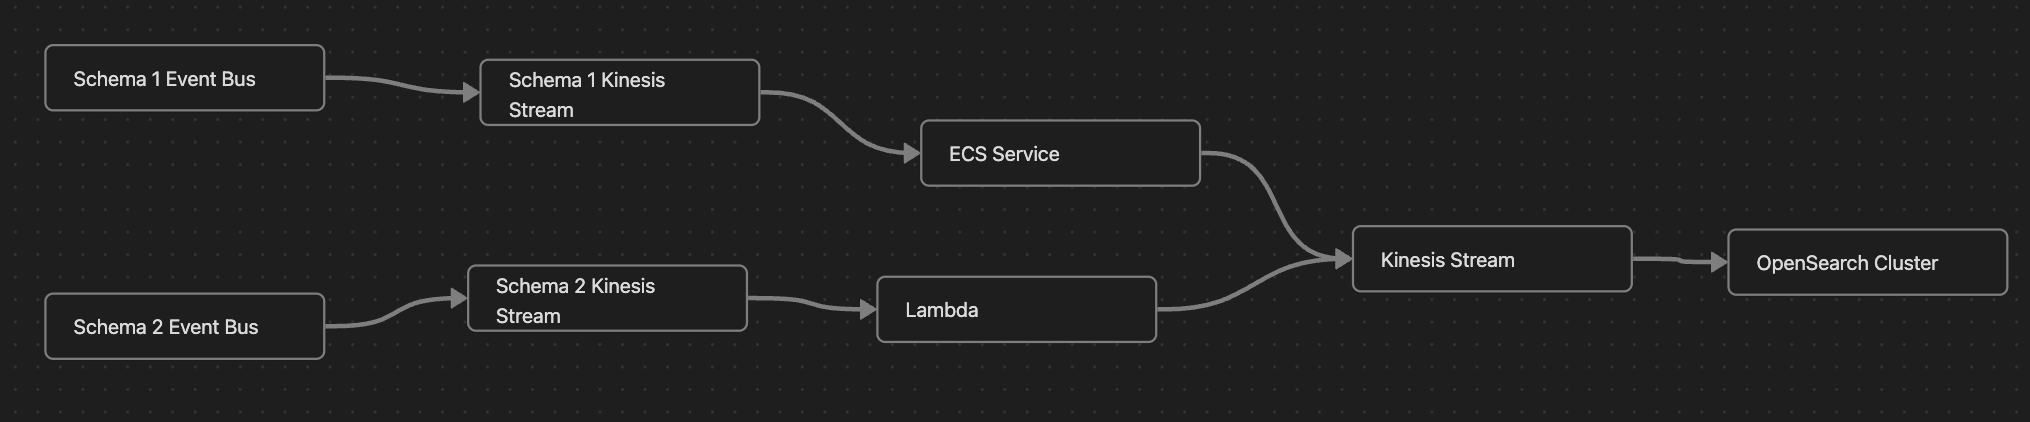 Schema 1 Event Bus
Schema 1 Kinesis
Stream
ECS Service
Schema 2 Event Bus
Schema 2 Kinesis
Stream
Lambda
Kinesis Stream
OpenSearch Cluster